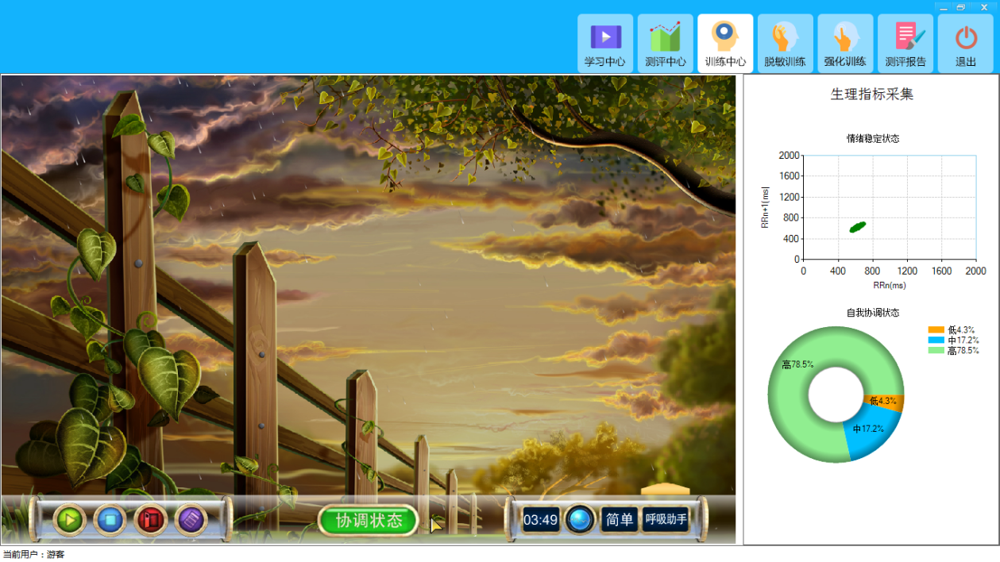 学习中心
测评中心
训练中心
脱敏训练
强化训练
测评报告
退出
生理指标采集
情绪稳定状态
2000
1600
1200
800
400
0
RRn+1[ms]
0 400 800 1200 1600 2000
RRn(ms)
自我协调状态
低4.3%
中17.2%
高78.5%
高78.5%
低4.3%
中17.2%
协调状态
03:49
简单
呼吸助手
当前用户：游客